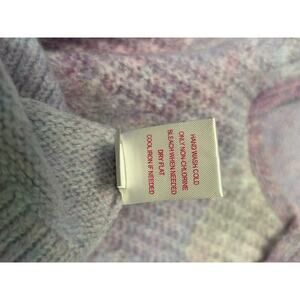 HAND WASH COLD
ONLY NON-CHLORINE
BLEACH WHEN NEEDED
DRY FLAT
COOL IRON IF NEEDED